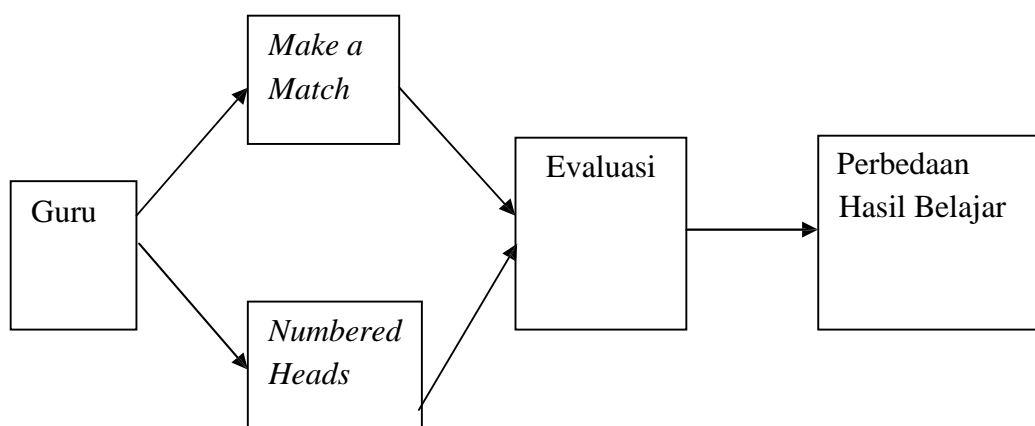 Make a
Match
Guru
Evaluasi
Perbedaan
Hasil Belajar
Numbered
Heads